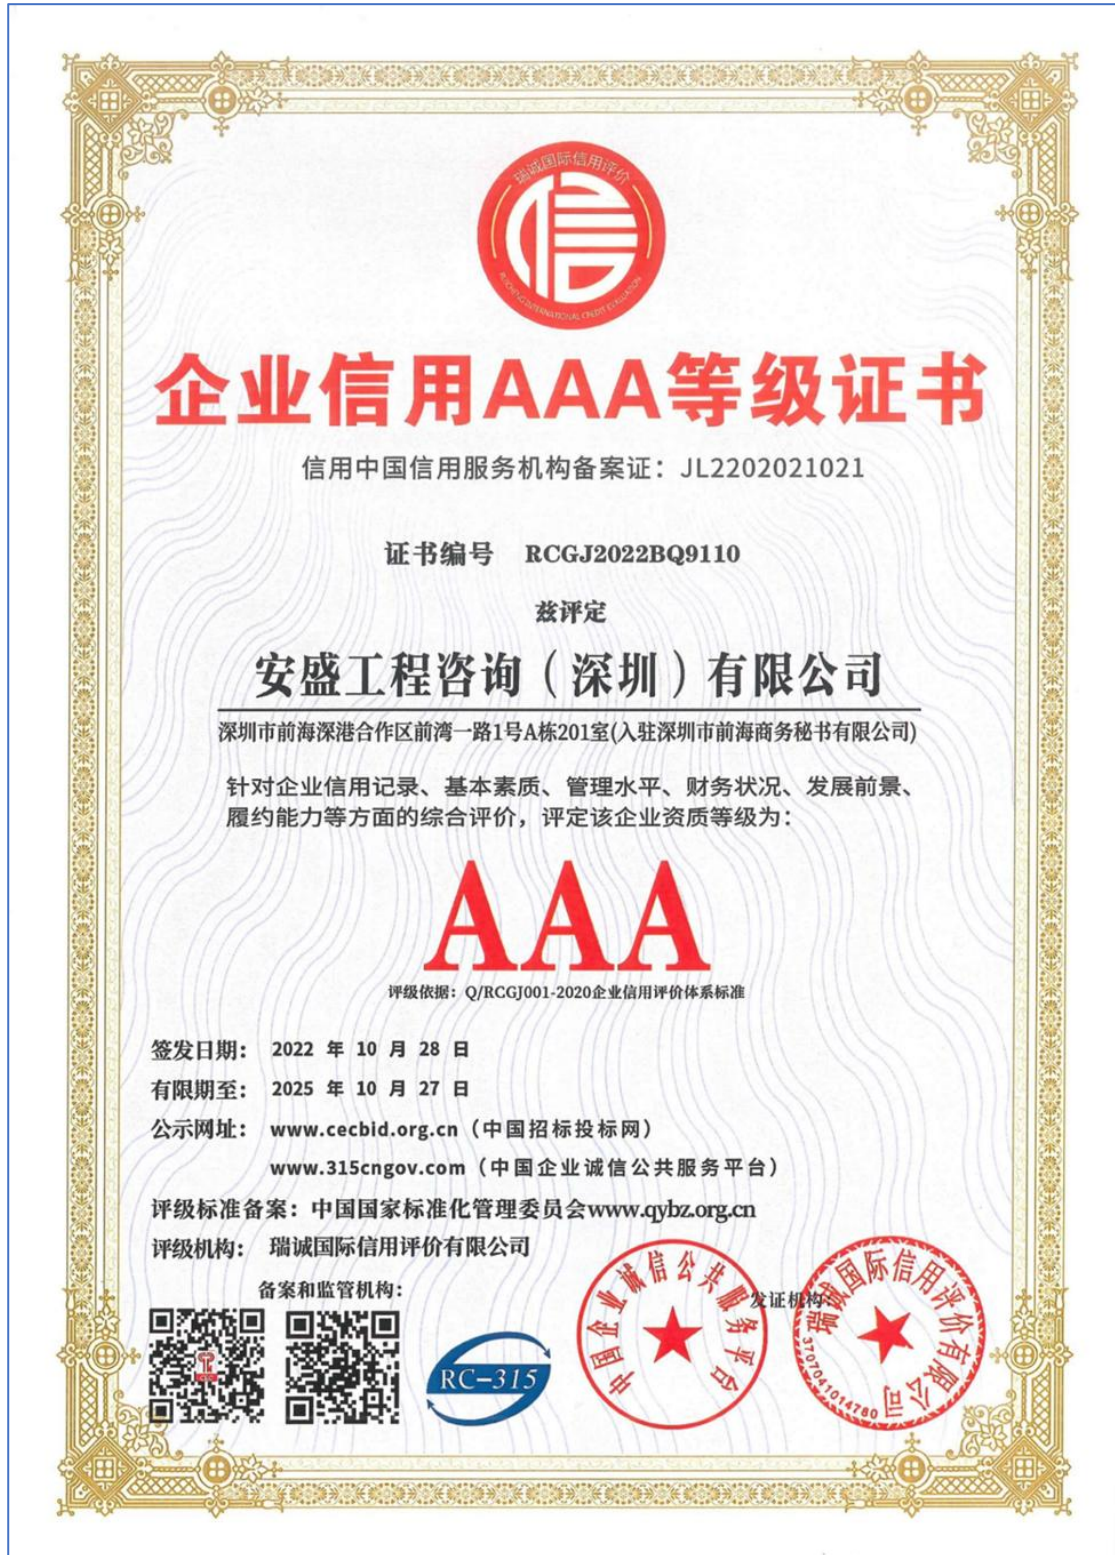 瑞诚国际信用评价
信
RUICHENG INTERNATIONAL CREDIT EVALUATION
企业信用AAA等级证书
信用中国信用服务机构备案证：JL2202021021
证书编号 RCGJ2022BQ9110
兹评定
安盛工程咨询（深圳）有限公司
深圳市前海深港合作区前湾一路1号A栋201室(入驻深圳市前海商务秘书有限公司)
针对企业信用记录、基本素质、管理水平、财务状况、发展前景、
履约能力等方面的综合评价，评定该企业资质等级为：
AAA
评级依据：Q/RCGJ001-2020企业信用评价体系标准
签发日期： 2022 年 10 月 28 日
有限期至： 2025 年 10 月 27 日
公示网址： www.cecbid.org.cn（中国招标投标网）
www.315cngov.com（中国企业诚信公共服务平台）
评级标准备案：中国国家标准化管理委员会www.qybz.org.cn
评级机构： 瑞诚国际信用评价有限公司
备案和监管机构：
发证机构：
RC-315
中国企业诚信公共服务平台
瑞诚国际信用评价有限公司
3707041014780